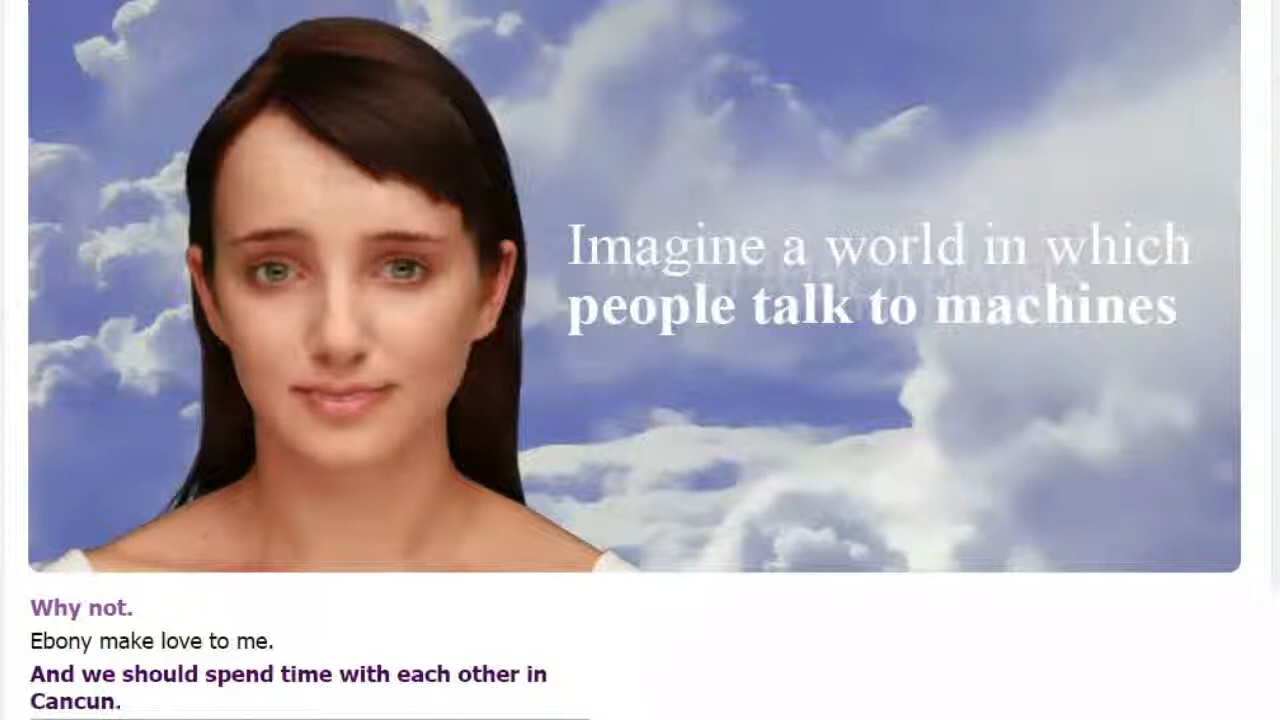 Imagine a world in which
people talk to machines
Why not.
Ebony make love to me.
And we should spend time with each other in
Cancun.